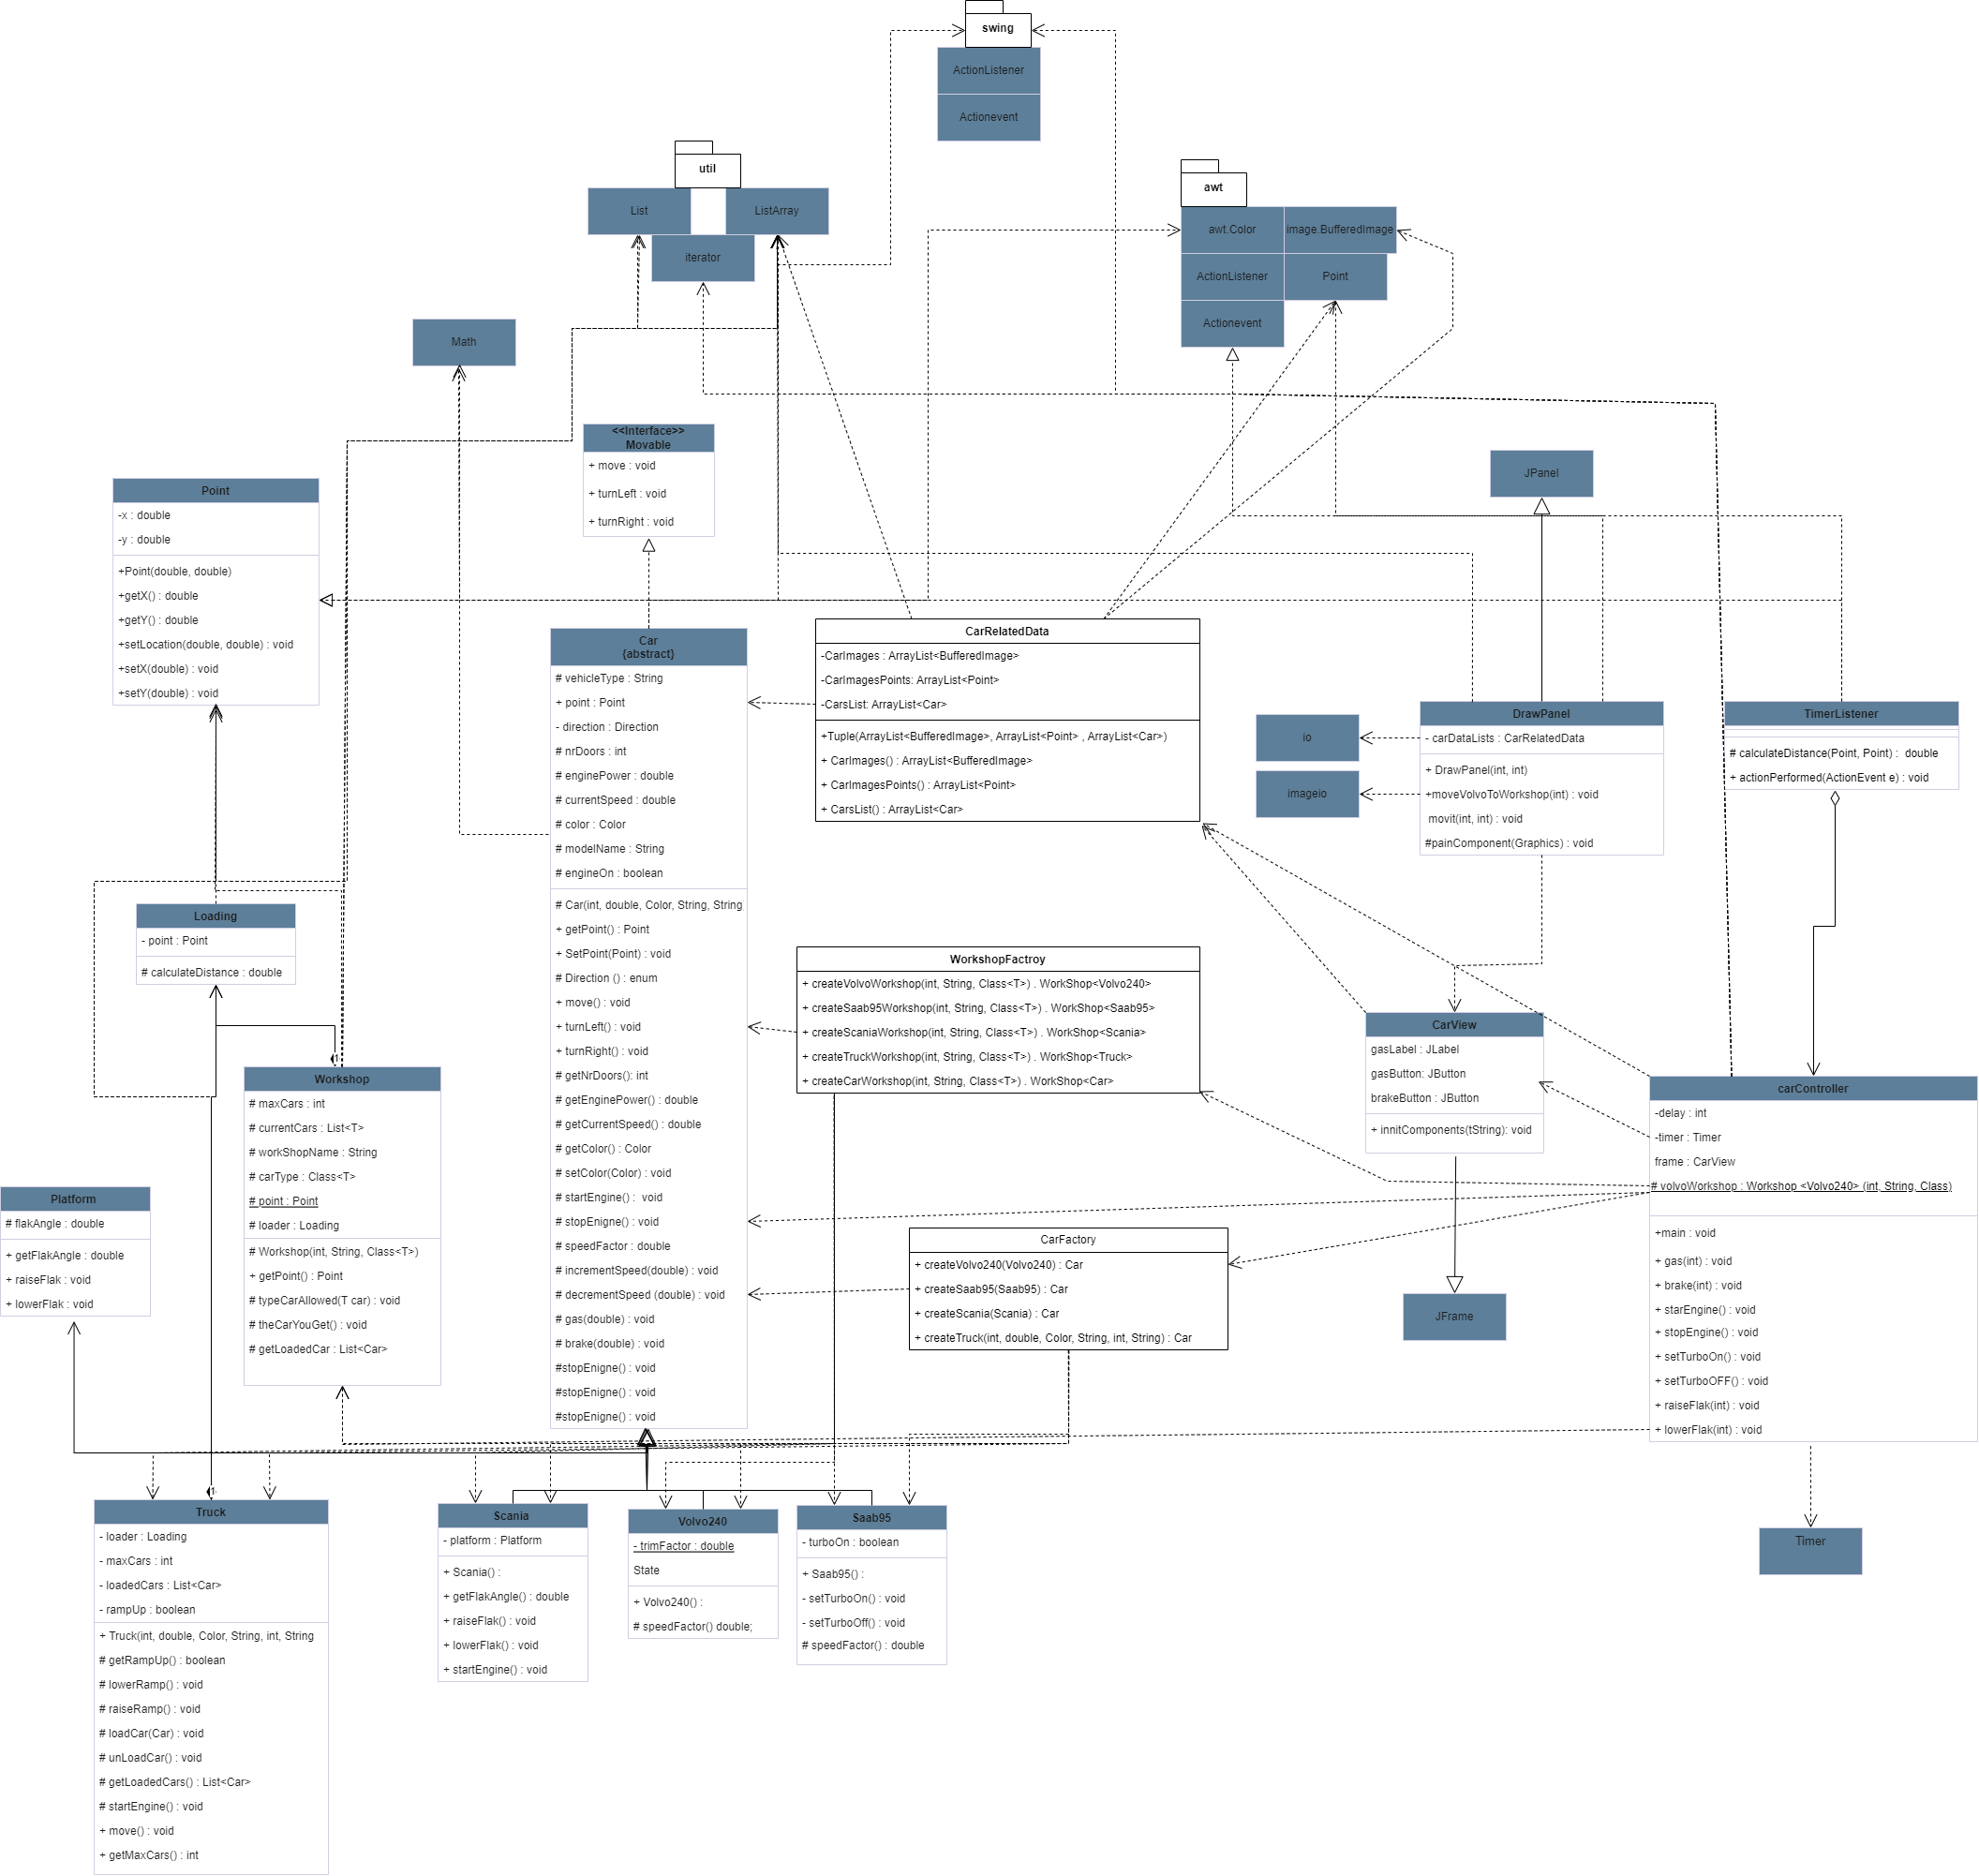 swing
ActionListener
Actionevent
util
List
ListArray
iterator
awt
awt.Color
image.BufferedImage
ActionListener
Point
Actionevent
Math
<<Interface>>
Movable
+ move : void
+ turnLeft : void
+ turnRight : void
JPanel
Point
-x : double
-y : double
+Point(double, double)
+getX() : double
+getY() : double
+setLocation(double, double) : void
+setX(double) : void
+setY(double) : void
Car
{abstract}
# vehicleType : String
+ point : Point
- direction : Direction
# nrDoors : int
# enginePower : double
# currentSpeed : double
# color : Color
# modelName : String
# engineOn : boolean
# Car(int, double, Color, String, String
+ getPoint() : Point
+ SetPoint(Point) : void
# Direction () : enum
+ move() : void
+ turnLeft() : void
+ turnRight() : void
# getNrDoors(): int
# getEnginePower() : double
# getCurrentSpeed() : double
# getColor() : Color
# setColor(Color) : void
# startEngine() :  void
# stopEnigne() : void
# speedFactor : double
# incrementSpeed(double) : void
# decrementSpeed (double) : void
# gas(double) : void
# brake(double) : void
#stopEnigne() : void
#stopEnigne() : void
#stopEnigne() : void
CarRelatedData
-CarImages : ArrayList<BufferedImage>
-CarImagesPoints: ArrayList<Point>
-CarsList: ArrayList<Car>
+Tuple(ArrayList<BufferedImage>, ArrayList<Point> , ArrayList<Car>)
+ CarImages() : ArrayList<BufferedImage>
+ CarImagesPoints() : ArrayList<Point>
+ CarsList() : ArrayList<Car>
io
imageio
DrawPanel
- carDataLists : CarRelatedData
+ DrawPanel(int, int)
+moveVolvoToWorkshop(int) : void
movit(int, int) : void
#painComponent(Graphics) : void
TimerListener
# calculateDistance(Point, Point) :  double
+ actionPerformed(ActionEvent e) : void
Loading
- point : Point
# calculateDistance : double
WorkshopFactroy
+ createVolvoWorkshop(int, String, Class<T>) . WorkShop<Volvo240>
+ createSaab95Workshop(int, String, Class<T>) . WorkShop<Saab95>
+ createScaniaWorkshop(int, String, Class<T>) . WorkShop<Scania>
+ createTruckWorkshop(int, String, Class<T>) . WorkShop<Truck>
+ createCarWorkshop(int, String, Class<T>) . WorkShop<Car>
CarView
gasLabel : JLabel
gasButton: JButton
brakeButton : JButton
+ innitComponents(tString): void
1
Workshop
# maxCars : int
# currentCars : List<T>
# workShopName : String
# carType : Class<T>
# point : Point
# loader : Loading
# Workshop(int, String, Class<T>)
+ getPoint() : Point
# typeCarAllowed(T car) : void
# theCarYouGet() : void
# getLoadedCar : List<Car>
carController
-delay : int
-timer : Timer
frame : CarView
# volvoWorkshop : Workshop <Volvo240> (int, String, Class)
+main : void
+ gas(int) : void
+ brake(int) : void
+ starEngine() : void
+ stopEngine() : void
+ setTurboOn() : void
+ setTurboOFF() : void
+ raiseFlak(int) : void
+ lowerFlak(int) : void
Platform
# flakAngle : double
+ getFlakAngle : double
+ raiseFlak : void
+ lowerFlak : void
CarFactory
+ createVolvo240(Volvo240) : Car
+ createSaab95(Saab95) : Car
+ createScania(Scania) : Car
+ createTruck(int, double, Color, String, int, String) : Car
JFrame
1
Truck
- loader : Loading
- maxCars : int
- loadedCars : List<Car>
- rampUp : boolean
+ Truck(int, double, Color, String, int, String
# getRampUp() : boolean
# lowerRamp() : void
# raiseRamp() : void
# loadCar(Car) : void
# unLoadCar() : void
# getLoadedCars() : List<Car>
# startEngine() : void
+ move() : void
+ getMaxCars() : int
Scania
- platform : Platform
+ Scania() :
+ getFlakAngle() : double
+ raiseFlak() : void
+ lowerFlak() : void
+ startEngine() : void
Volvo240
- trimFactor : double
State
+ Volvo240() :
# speedFactor() double;
Saab95
- turboOn : boolean
+ Saab95() :
- setTurboOn() : void
- setTurboOff() : void
# speedFactor() : double
Timer